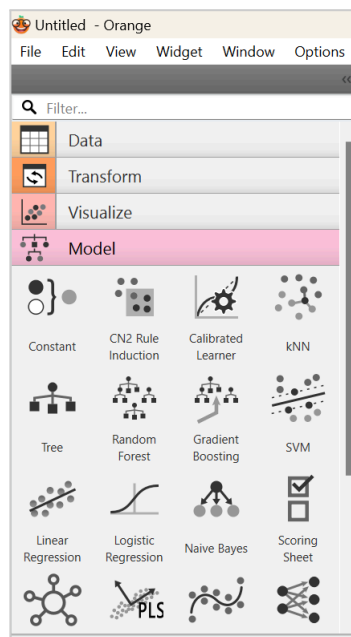 Untitled - Orange
File Edit View Widget Window Options
Filter...
Data
Transform
Visualize
Model
Constant
CN2 Rule
Induction
Calibrated
Learner
kNN
Tree
Random
Forest
Gradient
Boosting
SVM
Linear
Regression
Logistic
Regression
Naive Bayes
Scoring
Sheet
PLS